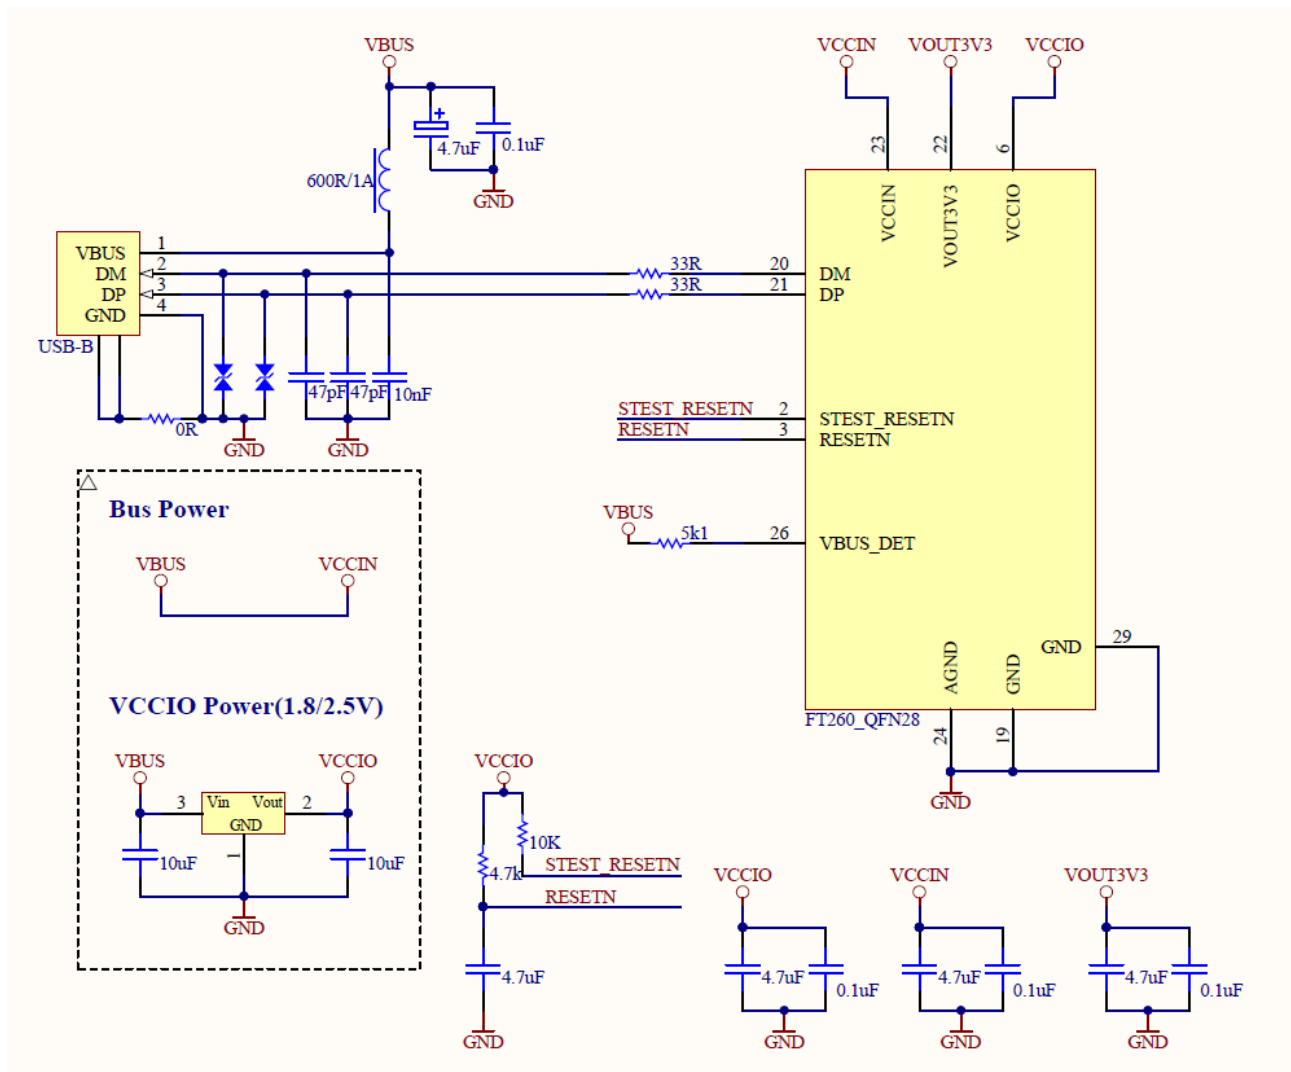 VBUS
VCCIN VOUT3V3 VCCIO
+
4.7uF 0.1uF
23 22 6
600R/1A
GND
VCCIN VOUT3V3 VCCIO
VBUS 1
DM 2 33R 20 DM
DP 3 33R 21 DP
GND 4
USB-B
47pF 47pF 10nF
0R
GND GND
STEST_RESETN 2 STEST_RESETN
RESETN 3 RESETN
VBUS
5k1 26 VBUS_DET
Bus Power
VBUS VCCIN
AGND GND GND 29
FT260_QFN28
24 19
GND
VCCIO Power(1.8/2.5V)
VBUS VCCIO
3 Vin Vout 2
GND
1
10uF 10uF
GND
VCCIO
10K
4.7k
STEST_RESETN
RESETN
4.7uF
GND
VCCIO VCCIN VOUT3V3
4.7uF 0.1uF 4.7uF 0.1uF 4.7uF 0.1uF
GND GND GND